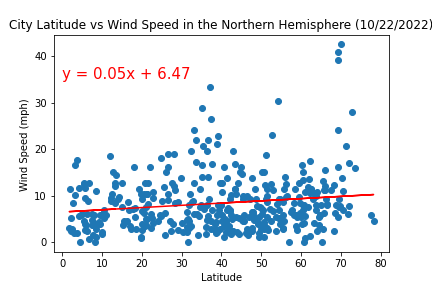 City Latitude vs Wind Speed in the Northern Hemisphere (10/22/2022)
y = 0.05x + 6.47
Wind Speed (mph)
40
30
20
10
0
0 10 20 30 40 50 60 70 80
Latitude